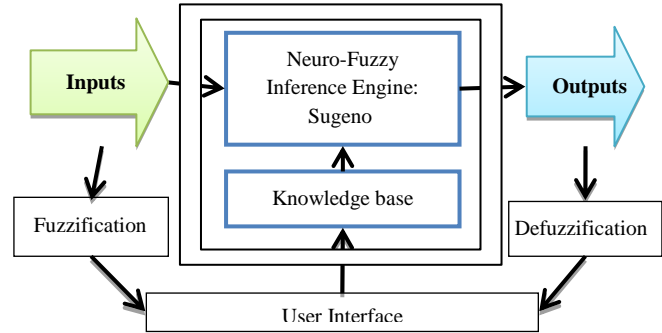 Inputs
Neuro-Fuzzy
Inference Engine:
Sugeno
Outputs
Knowledge base
Fuzzification
Defuzzification
User Interface